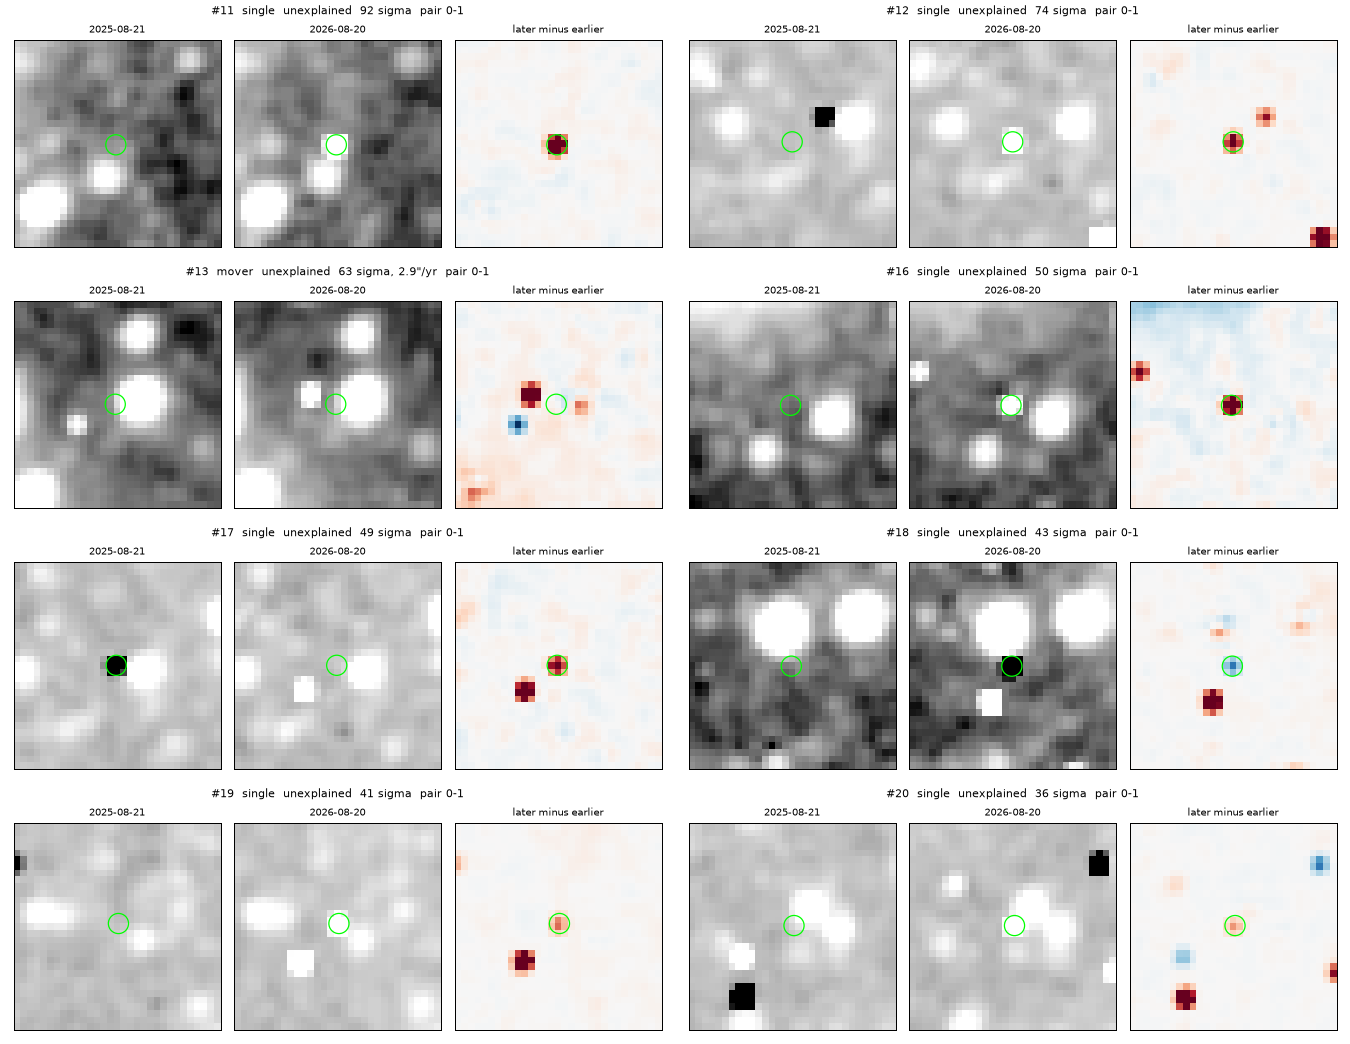 #11 single unexplained 92 sigma pair 0-1
2025-08-21 2026-08-20 later minus earlier
#12 single unexplained 74 sigma pair 0-1
2025-08-21 2026-08-20 later minus earlier
#13 mover unexplained 63 sigma, 2.9"/yr pair 0-1
2025-08-21 2026-08-20 later minus earlier
#16 single unexplained 50 sigma pair 0-1
2025-08-21 2026-08-20 later minus earlier
#17 single unexplained 49 sigma pair 0-1
2025-08-21 2026-08-20 later minus earlier
#18 single unexplained 43 sigma pair 0-1
2025-08-21 2026-08-20 later minus earlier
#19 single unexplained 41 sigma pair 0-1
2025-08-21 2026-08-20 later minus earlier
#20 single unexplained 36 sigma pair 0-1
2025-08-21 2026-08-20 later minus earlier